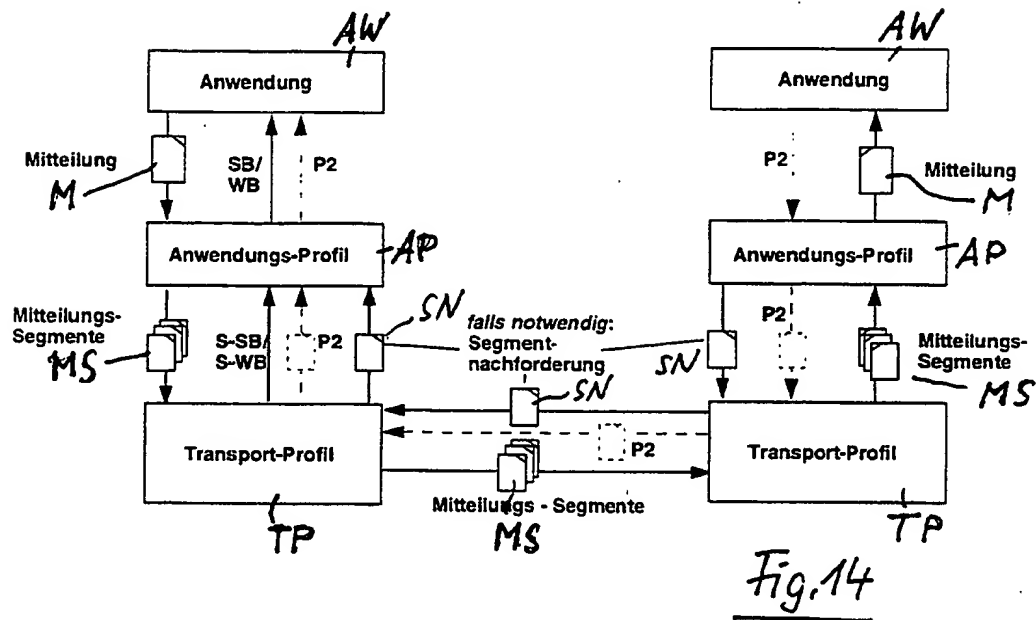 AW
AW
Anwendung
Anwendung
Mitteilung
M
SB/
WB
P2
P2
Mitteilung
M
Anwendungs-Profil
AP
Anwendungs-Profil
AP
Mitteilungs-
Segmente
MS
S-SB/
S-WB
P2
SN
falls notwendig:
Segment-
nachforderung
SN
P2
SN
Mitteilungs-
Segmente
MS
Transport-Profil
P2
Transport-Profil
Mitteilungs - Segmente
MS
TP
TP
Fig.14